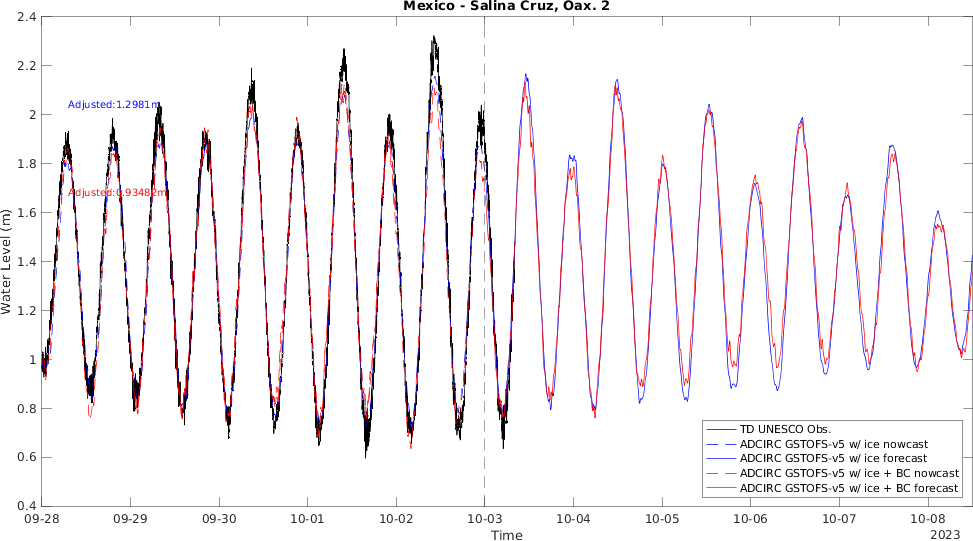 Mexico - Salina Cruz, Oax. 2
2.4
2.2
2
1.8
1.6
1.4
1.2
1
0.8
0.6
0.4
Water Level (m)
Adjusted:1.2981m
Adjusted:0.93482m
TD UNESCO Obs.
ADCIRC GSTOFS-v5 w/ ice nowcast
ADCIRC GSTOFS-v5 w/ ice forecast
ADCIRC GSTOFS-v5 w/ ice + BC nowcast
ADCIRC GSTOFS-v5 w/ ice + BC forecast
09-28 09-29 09-30 10-01 10-02 10-03 10-04 10-05 10-06 10-07 10-08
2023
Time